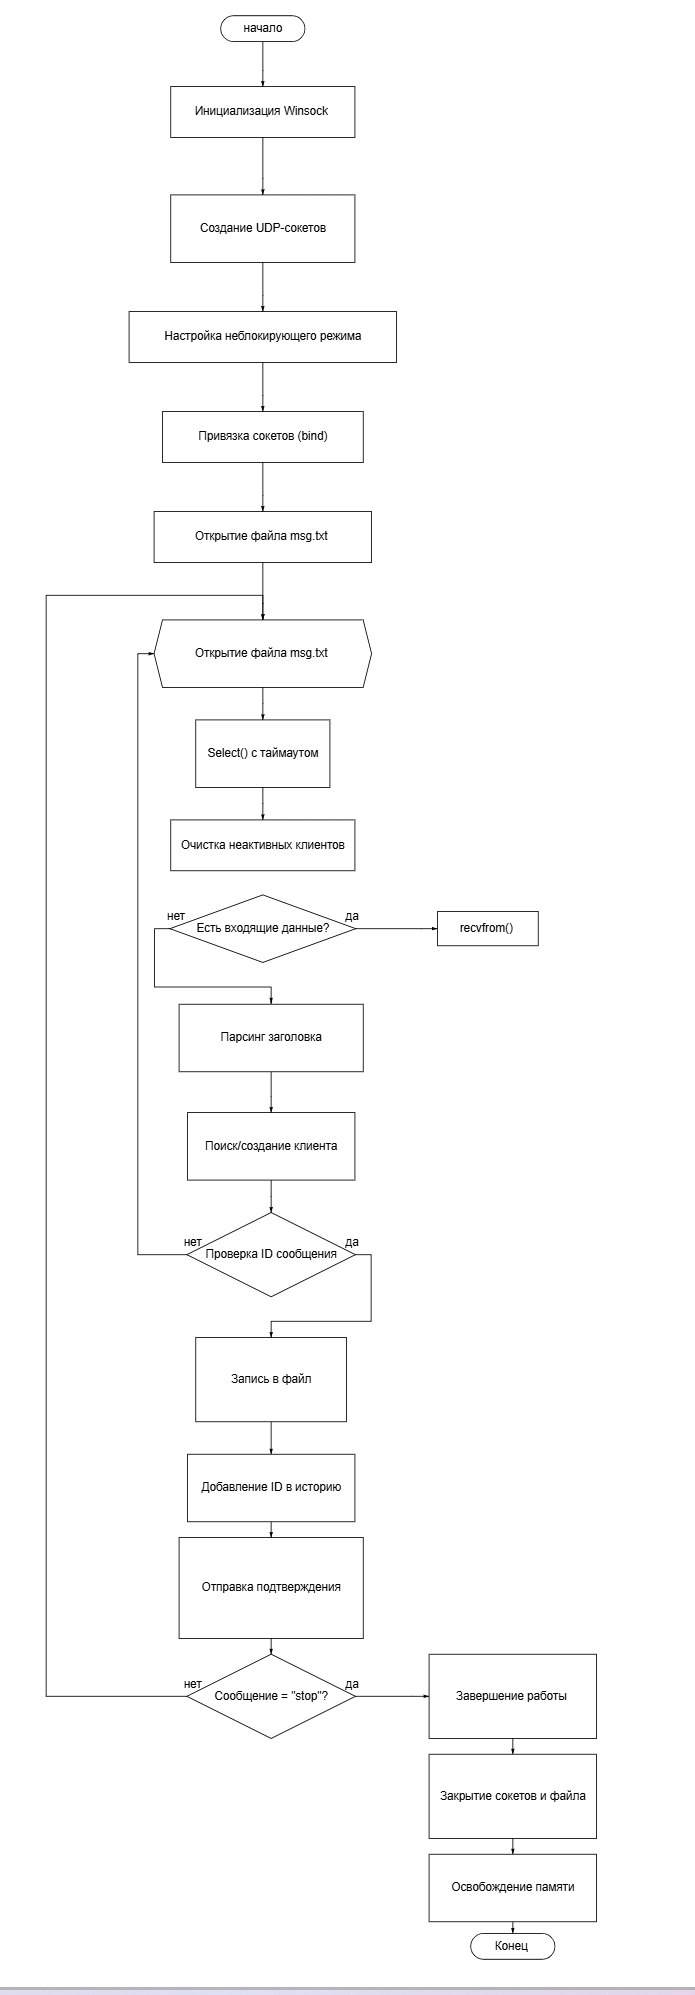 начало
Инициализация Winsock
Создание UDP-сокетов
Настройка неблокирующего режима
Привязка сокетов (bind)
Открытие файла msg.txt
Открытие файла msg.txt
Select() с таймаутом
Очистка неактивных клиентов
нет
Есть входящие данные?
да
recvfrom()
Парсинг заголовка
Поиск/создание клиента
нет
Проверка ID сообщения
да
Запись в файл
Добавление ID в историю
Отправка подтверждения
нет
Сообщение = "stop"?
да
Завершение работы
Закрытие сокетов и файла
Освобождение памяти
Конец